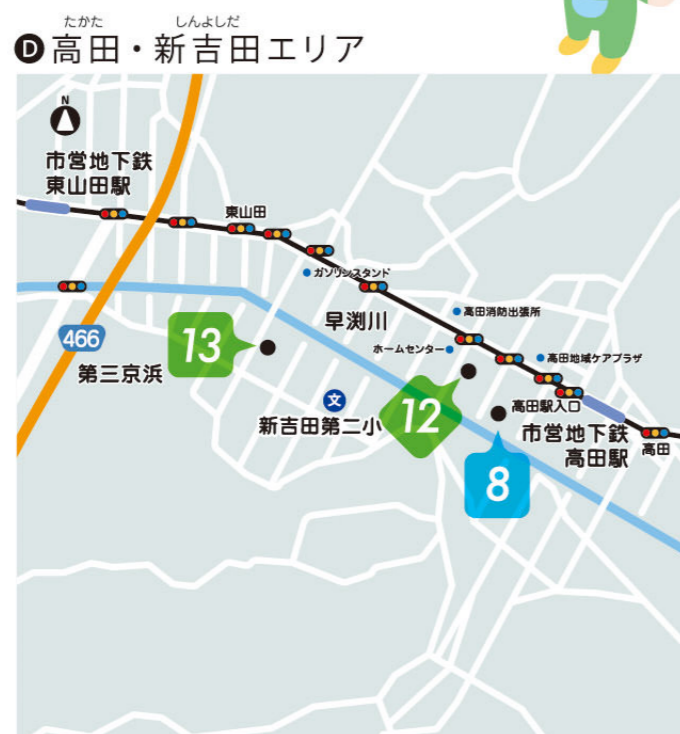 たかた しんよしだ
D 高田・新吉田エリア
N
市営地下鉄
東山田駅
東山田
ガソリンスタンド
早渕川
高田消防出張所
466
13
ホームセンター
高田地域ケアプラザ
第三京浜
文
新吉田第二小
12
高田駅入口
市営地下鉄
高田駅
高田
8